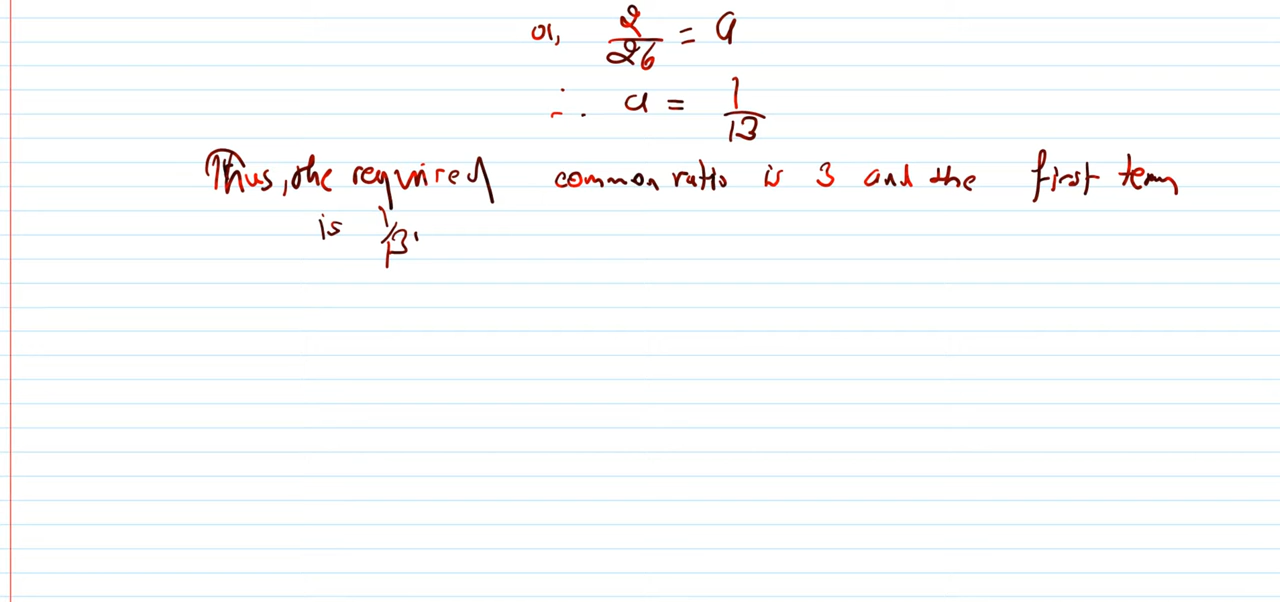 or, 2/26 = a
∴ a = 1/13
Thus, the required common ratio is 3 and the first term
is 1/13.